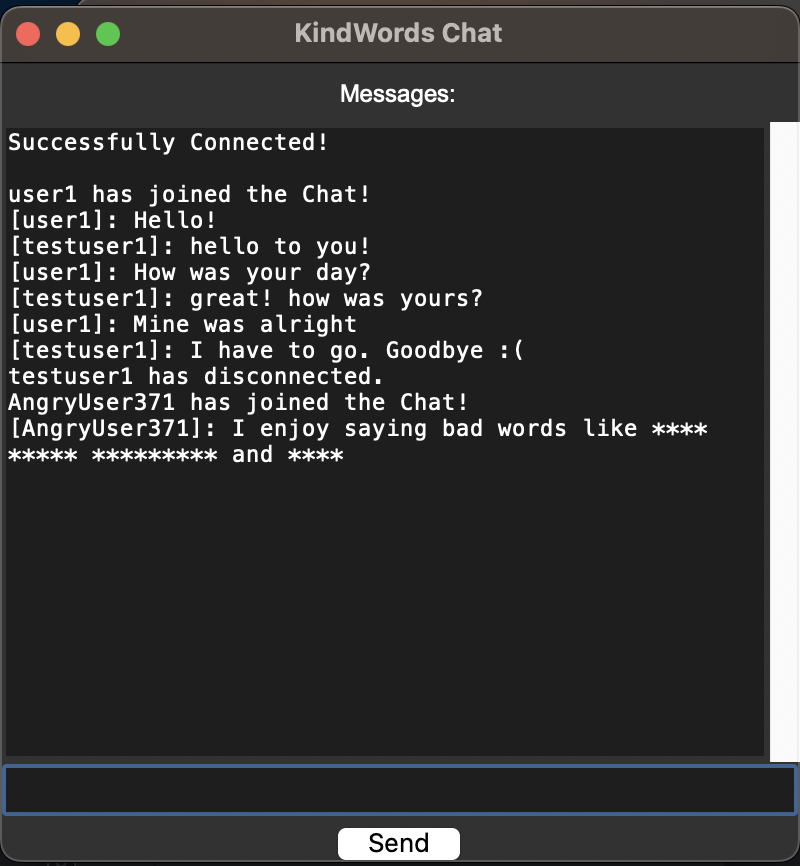 KindWords Chat
Messages:
Successfully Connected!
user1 has joined the Chat!
[user1]: Hello!
[testuser1]: hello to you!
[user1]: How was your day?
[testuser1]: great! how was yours?
[user1]: Mine was alright
[testuser1]: I have to go. Goodbye :(
testuser1 has disconnected.
AngryUser371 has joined the Chat!
[AngryUser371]: I enjoy saying bad words like ****
***** ********* and ****
Send